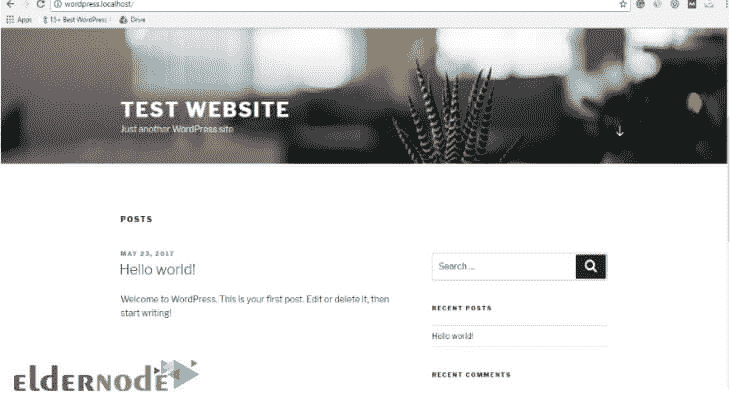 wordpress.localhost/
Apps
15+ Best WordPress
Drive
TEST WEBSITE
Just another WordPress site
POSTS
MAY 23, 2017
Hello world!
Welcome to WordPress. This is your first post. Edit or delete it, then
start writing!
Search ...
RECENT POSTS
Hello world!
RECENT COMMENTS
ELDERNODE